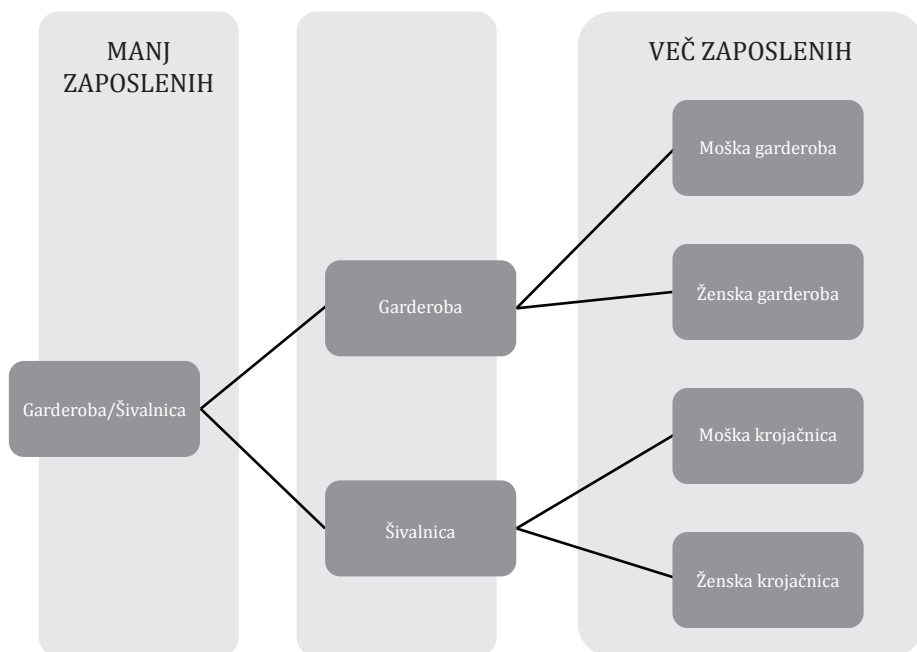 MANJ
ZAPOSLENIH
VEČ ZAPOSLENIH
Moška garderoba
Ženska garderoba
Garderoba
Garderoba/Šivalnica
Moška krojačnica
Šivalnica
Ženska krojačnica